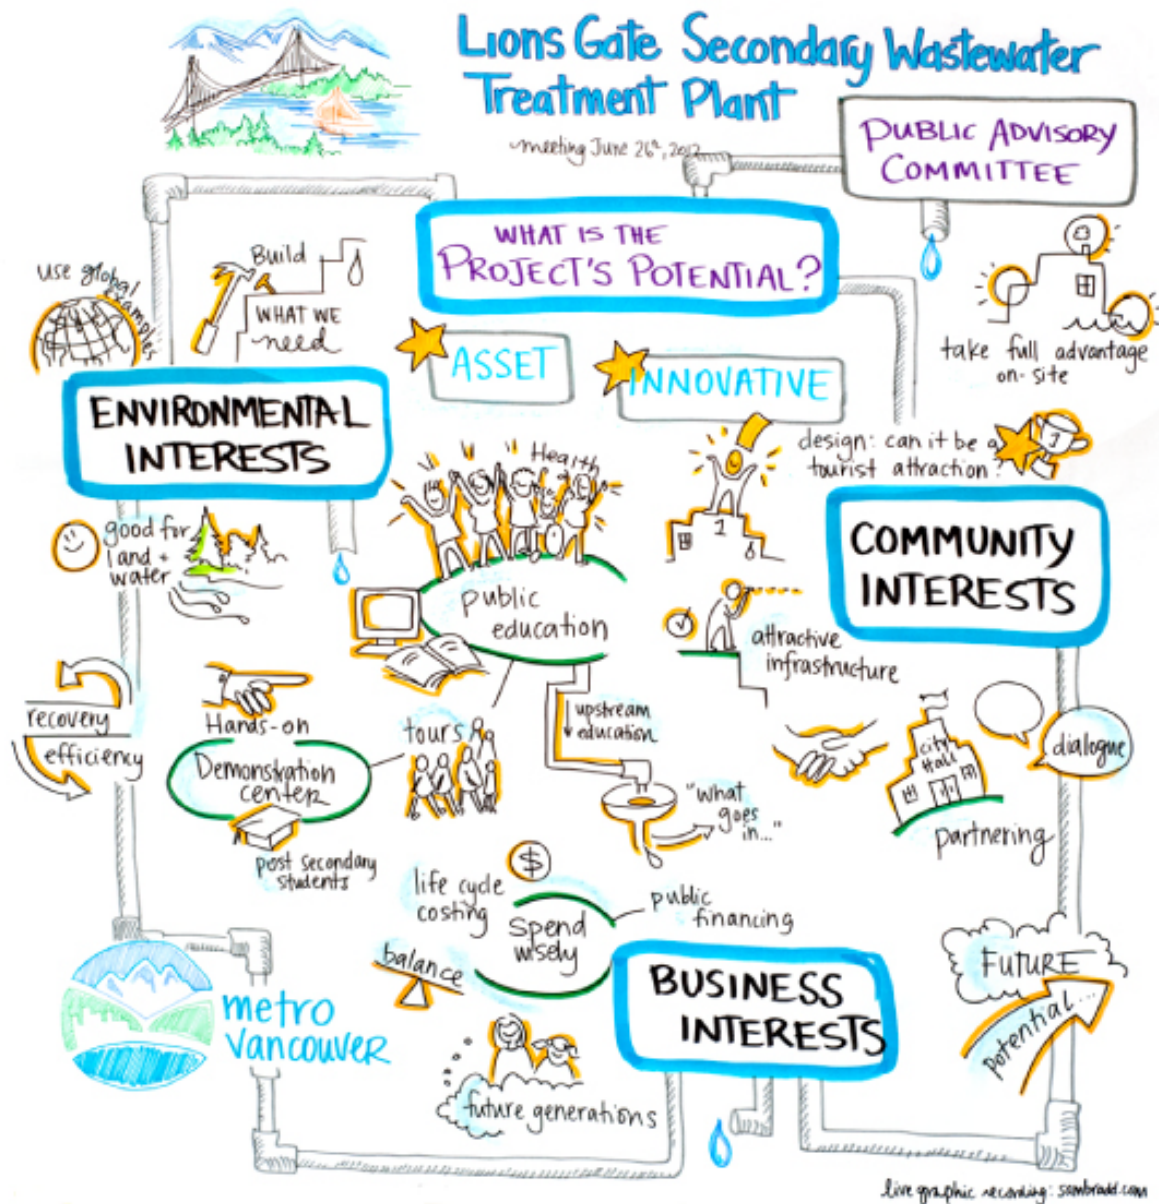 Lions Gate Secondary Wastewater
Treatment Plant
meeting June 26th, 2012
PUBLIC ADVISORY
COMMITTEE
WHAT IS THE
PROJECT'S POTENTIAL?
use global
examples
Build
WHAT WE
need
ASSET
INNOVATIVE
take full advantage
on-site
ENVIRONMENTAL
INTERESTS
Health
design: can it be a
tourist attraction?
1
1
COMMUNITY
INTERESTS
good for
land +
water
public
education
attractive
infrastructure
recovery
efficiency
Hands-on
Demonstration
center
post secondary
students
tours
upstream
education
"what
goes
in..."
city
Hall
dialogue
partnering
$
life cycle
costing
Spend
wisely
public
financing
balance
BUSINESS
INTERESTS
FUTURE
potential...
metro
vancouver
future generations
live graphic recording: sambradd.com